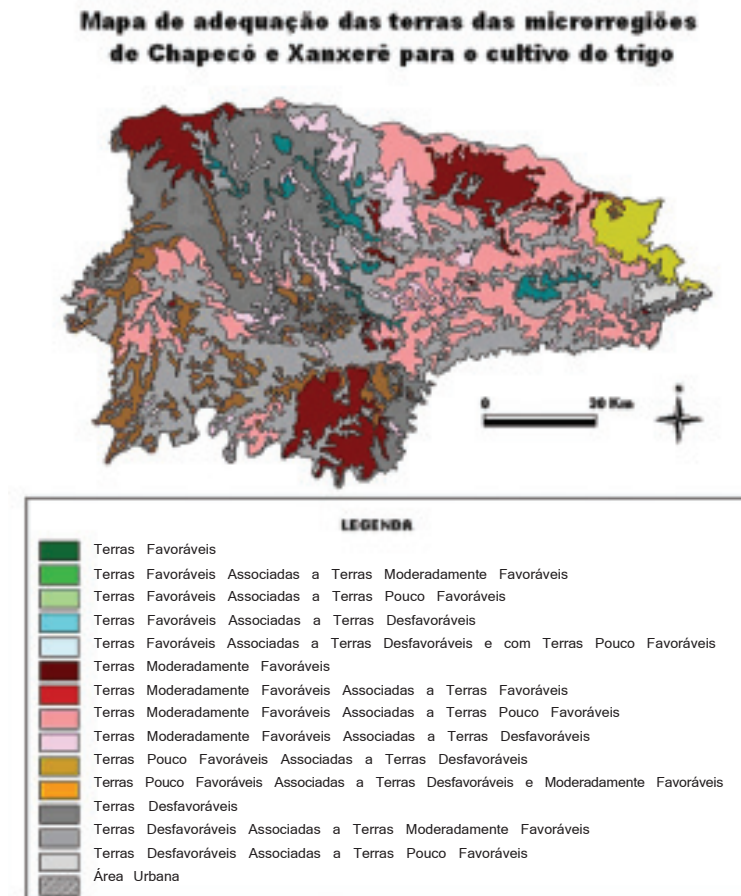 Mapa de adequação das terras das microrregiões
de Chapecó e Xanxerê para o cultivo do trigo
0 20 Km
N
LEGENDA
Terras Favoráveis
Terras Favoráveis Associadas a Terras Moderadamente Favoráveis
Terras Favoráveis Associadas a Terras Pouco Favoráveis
Terras Favoráveis Associadas a Terras Desfavoráveis
Terras Favoráveis Associadas a Terras Desfavoráveis e com Terras Pouco Favoráveis
Terras Moderadamente Favoráveis
Terras Moderadamente Favoráveis Associadas a Terras Favoráveis
Terras Moderadamente Favoráveis Associadas a Terras Pouco Favoráveis
Terras Moderadamente Favoráveis Associadas a Terras Desfavoráveis
Terras Pouco Favoráveis Associadas a Terras Desfavoráveis
Terras Pouco Favoráveis Associadas a Terras Desfavoráveis e Moderadamente Favoráveis
Terras Desfavoráveis
Terras Desfavoráveis Associadas a Terras Moderadamente Favoráveis
Terras Desfavoráveis Associadas a Terras Pouco Favoráveis
Área Urbana